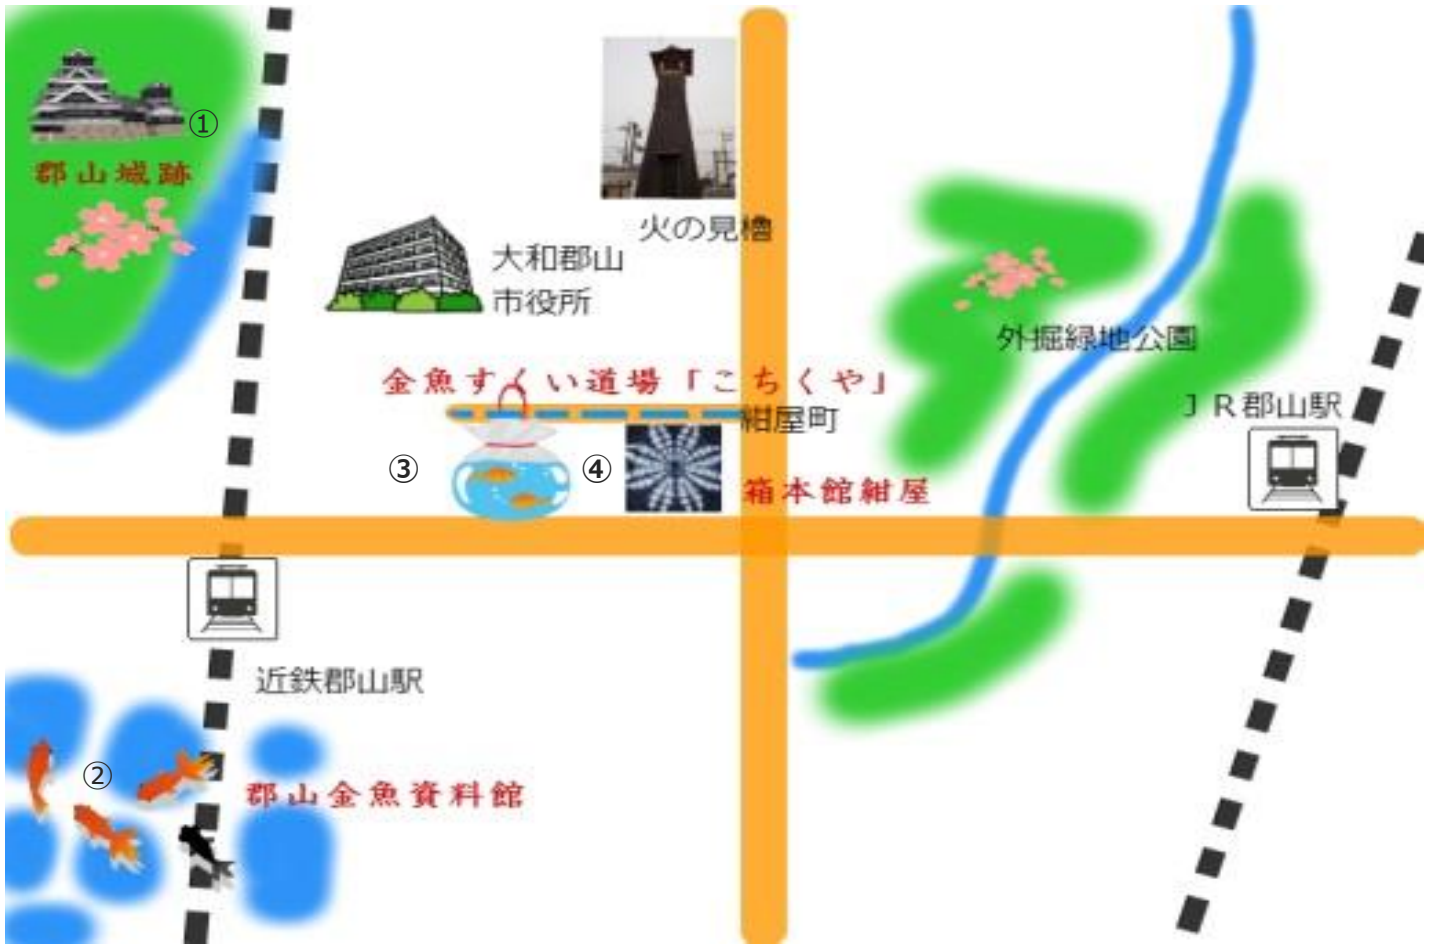 ①
郡山城跡
火の見櫓
大和郡山
市役所
外掘緑地公園
金魚すくい道場「こちくや」
紺屋町
ＪＲ郡山駅
③
④
箱本館紺屋
近鉄郡山駅
②
郡山金魚資料館